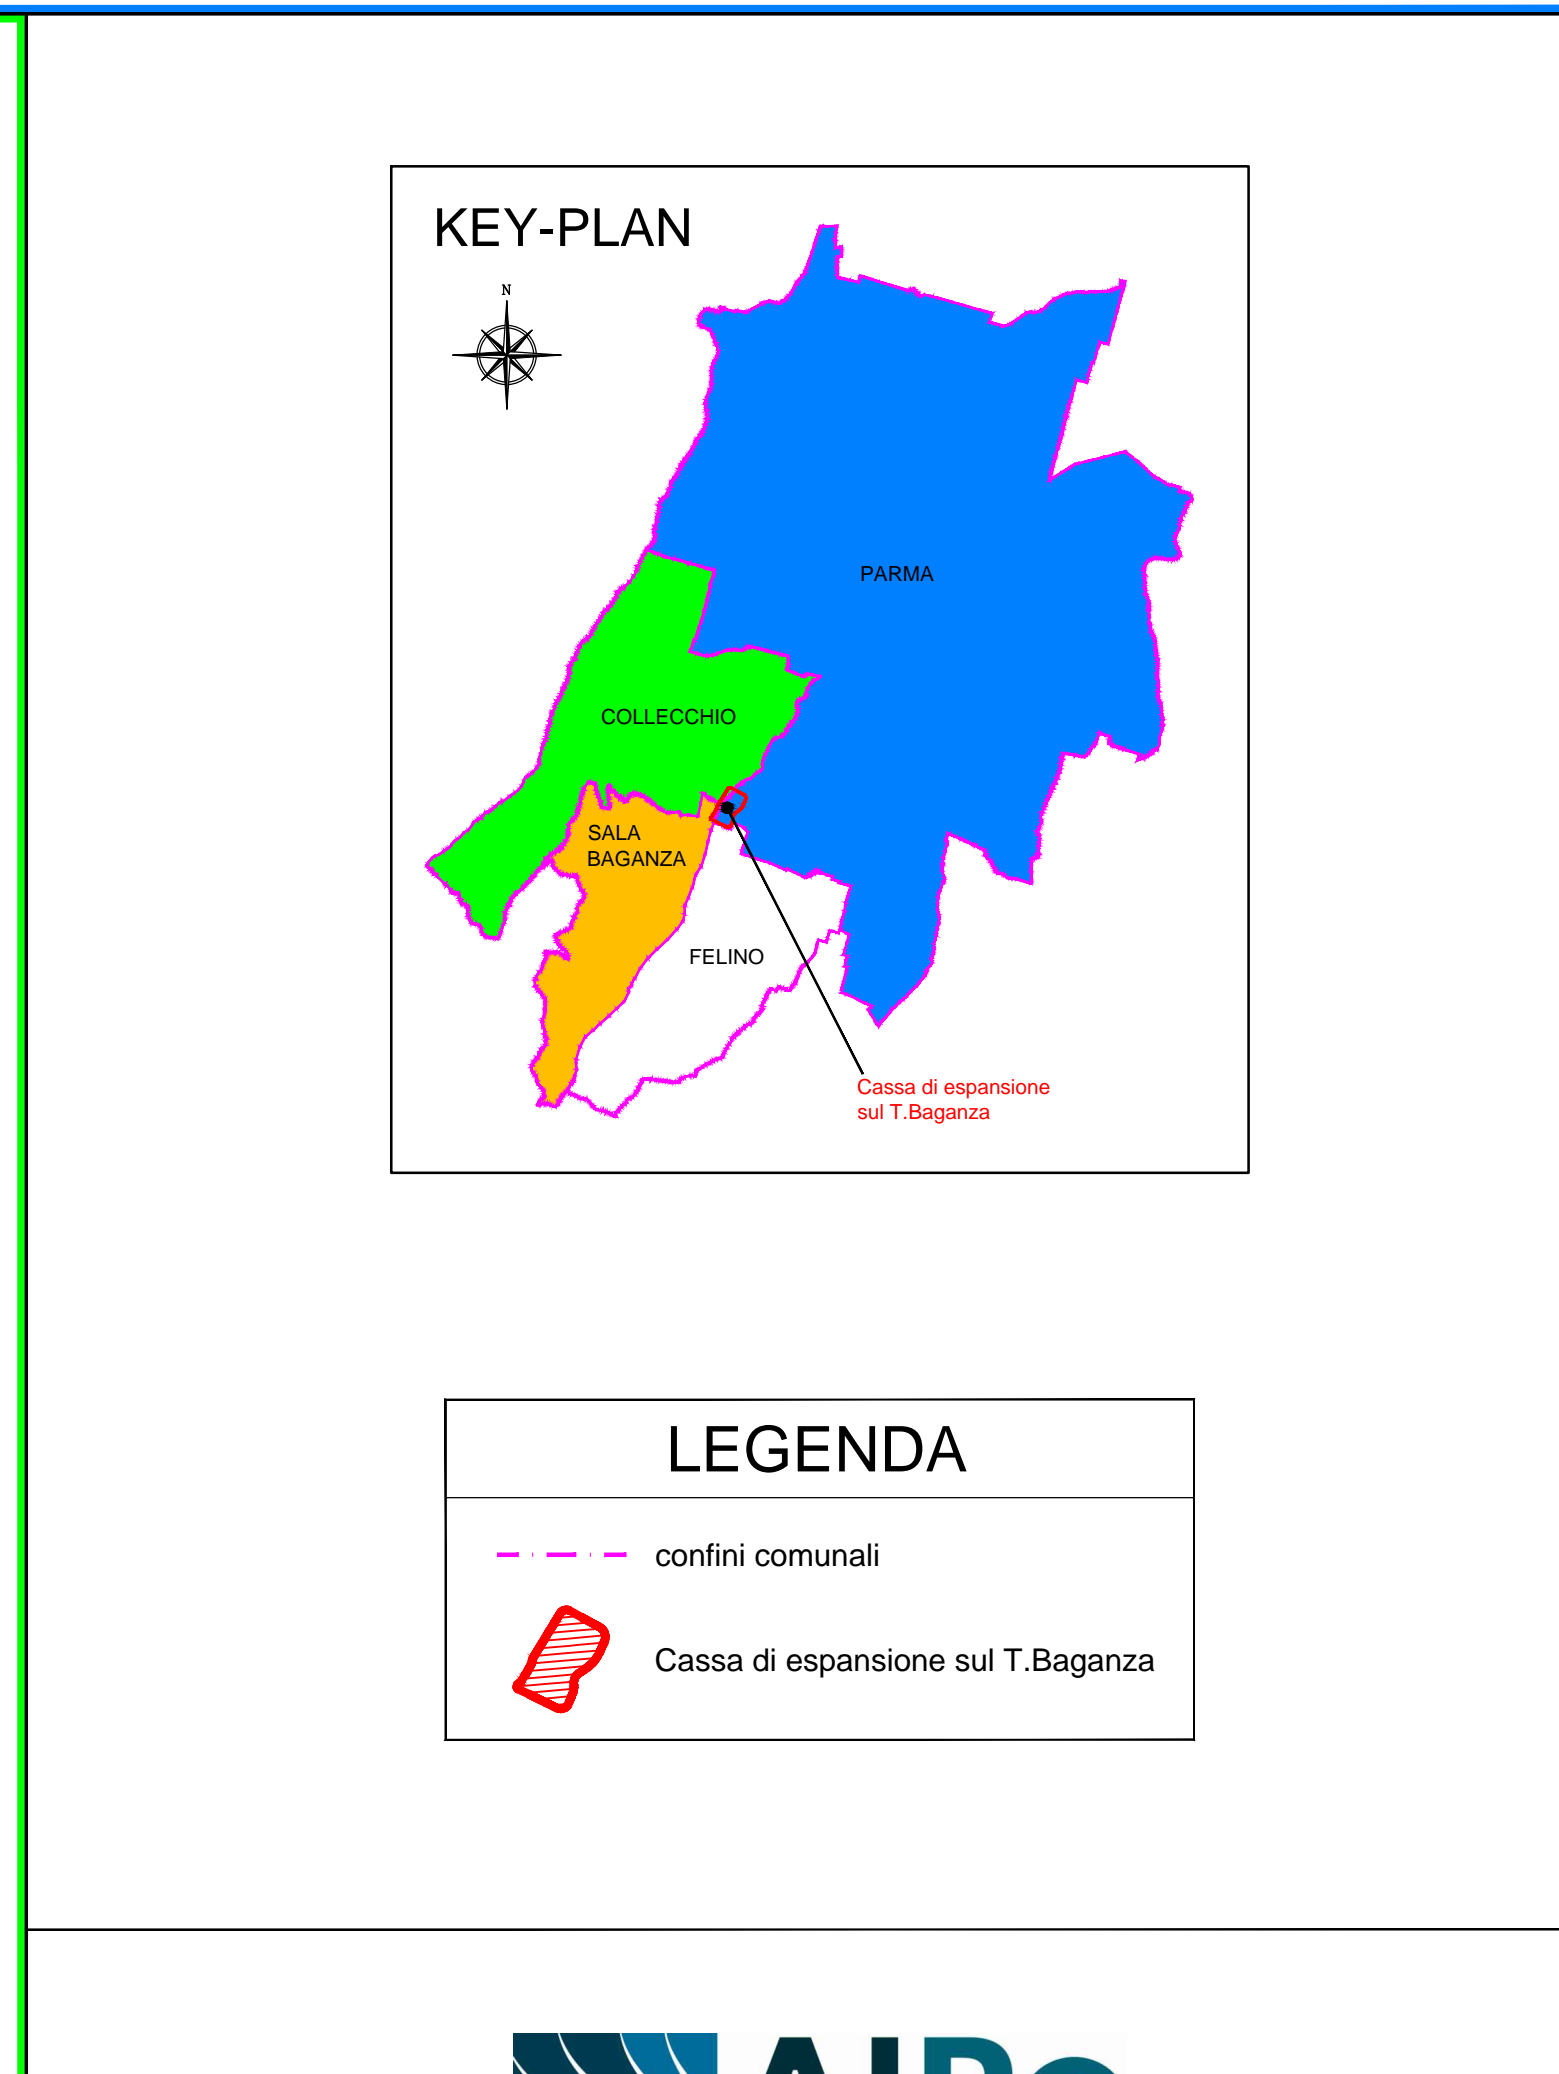 KEY-PLAN
N
PARMA
COLLECCHIO
SALA
BAGANZA
FELINO
Cassa di espansione
sul T.Baganza
LEGENDA
confini comunali
Cassa di espansione sul T.Baganza
AIPo